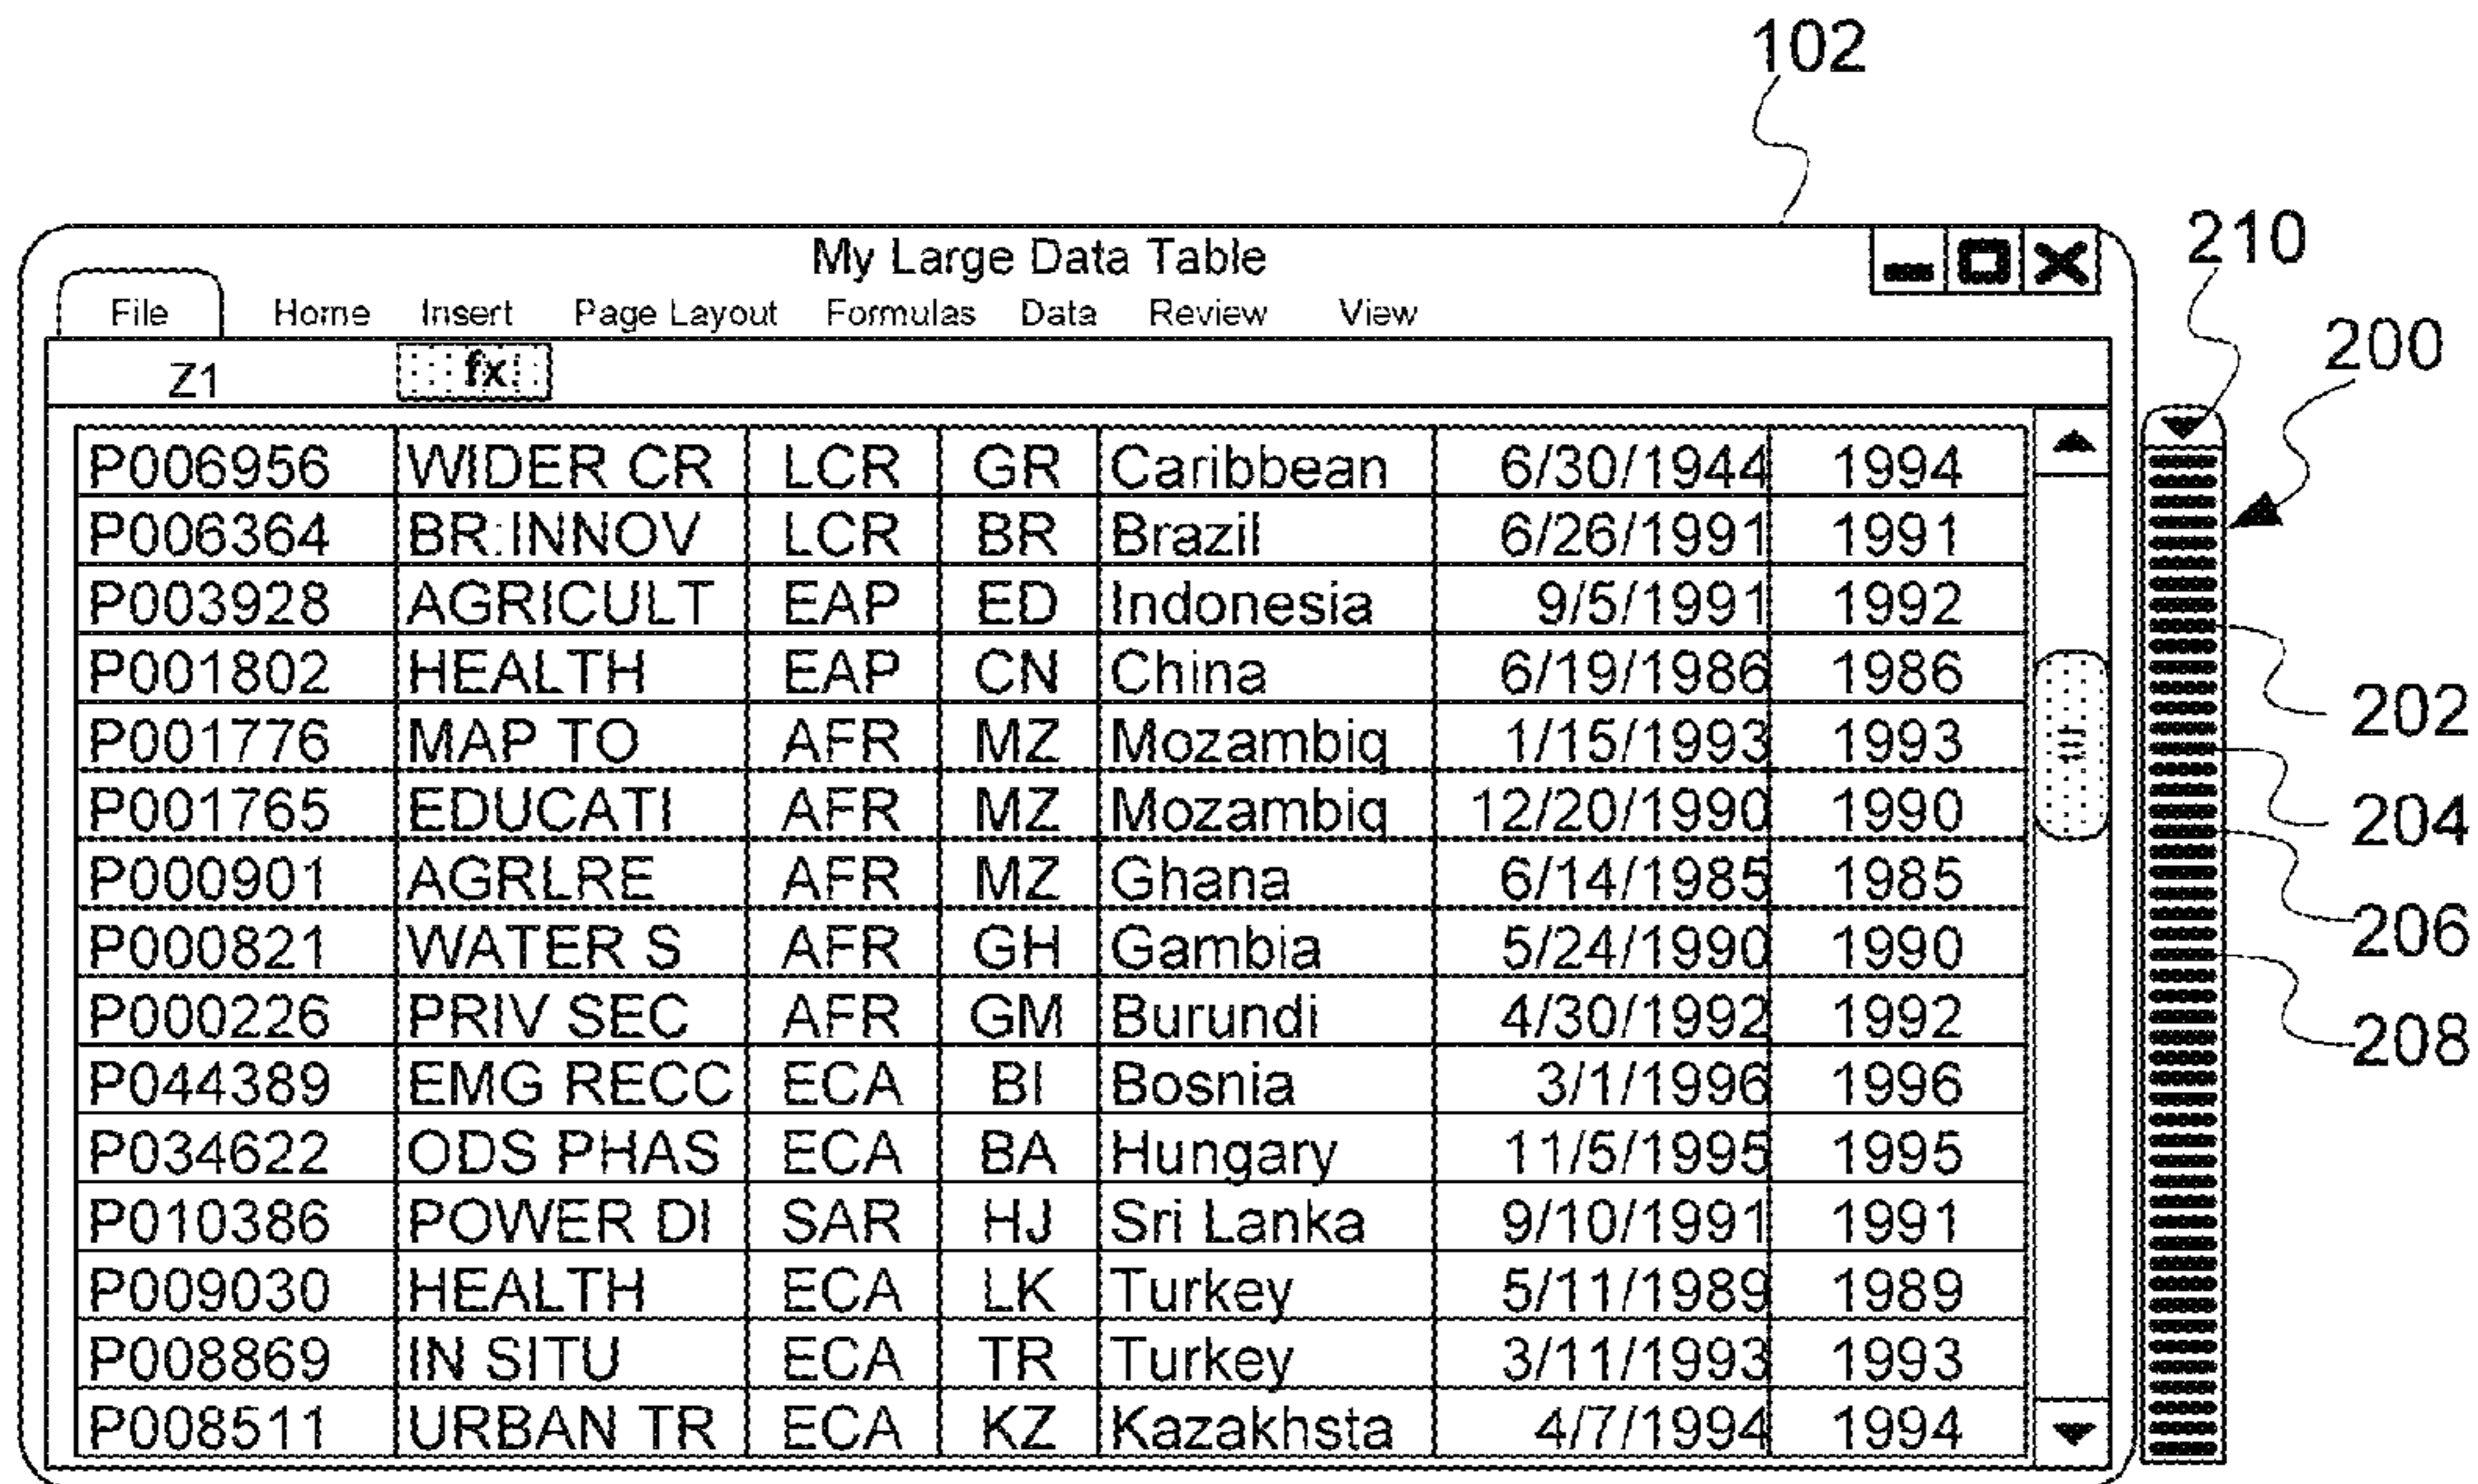 102
My Large Data Table
210
File Home Insert Page Layout Formulas Data Review View
200
Z1 fx
P006956 WIDER CR LCR GR Caribbean 6/30/1944 1994
P006364 BR:INNOV LCR BR Brazil 6/26/1991 1991
P003928 AGRICULT EAP ED Indonesia 9/5/1991 1992
P001802 HEALTH EAP CN China 6/19/1986 1986
202
P001776 MAP TO AFR MZ Mozambiq 1/15/1993 1993
P001765 EDUCATI AFR MZ Mozambiq 12/20/1990 1990
204
P000901 AGRLRE AFR MZ Ghana 6/14/1985 1985
P000821 WATER S AFR GH Gambia 5/24/1990 1990
206
P000226 PRIV SEC AFR GM Burundi 4/30/1992 1992
208
P044389 EMG RECC ECA BI Bosnia 3/1/1996 1996
P034622 ODS PHAS ECA BA Hungary 11/5/1995 1995
P010386 POWER DI SAR HJ Sri Lanka 9/10/1991 1991
P009030 HEALTH ECA LK Turkey 5/11/1989 1989
P008869 IN SITU ECA TR Turkey 3/11/1993 1993
P008511 URBAN TR ECA KZ Kazakhsta 4/7/1994 1994